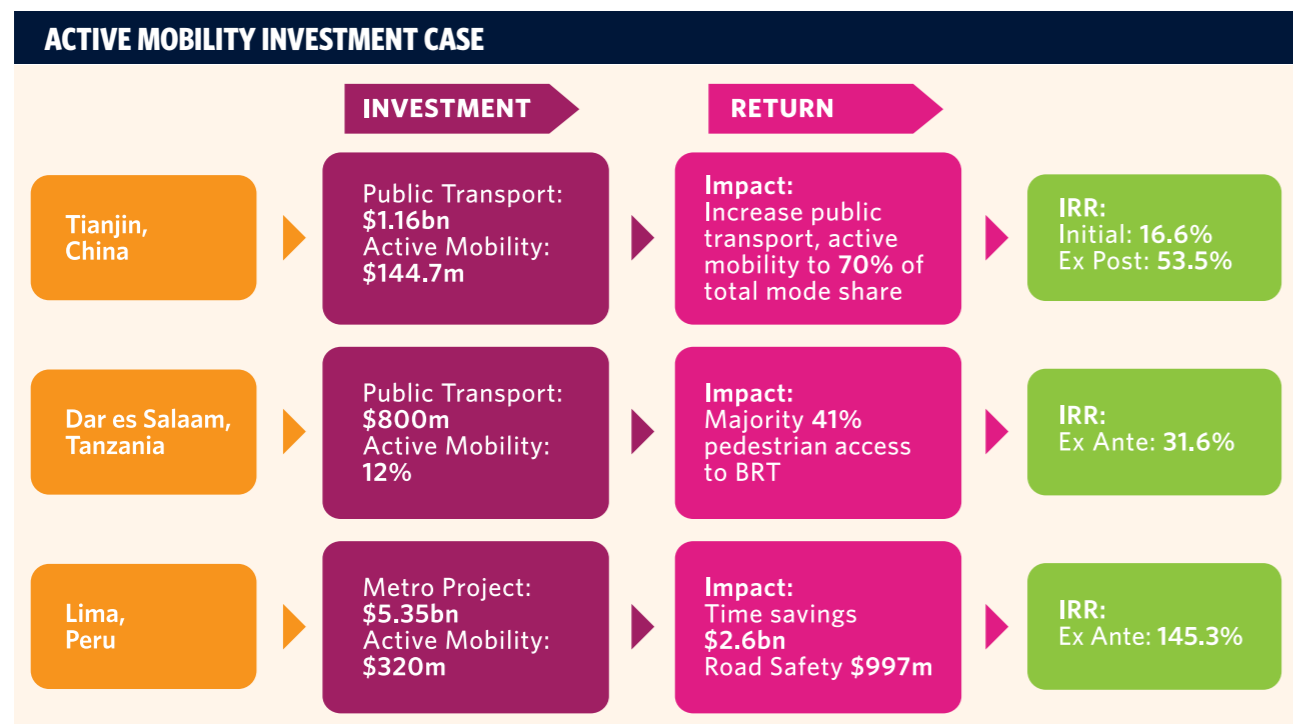 ACTIVE MOBILITY INVESTMENT CASE
INVESTMENT
RETURN
Tianjin,
China
Public Transport:
$1.16bn
Active Mobility:
$144.7m
Impact:
Increase public
transport, active
mobility to 70% of
total mode share
IRR:
Initial: 16.6%
Ex Post: 53.5%
Dar es Salaam,
Tanzania
Public Transport:
$800m
Active Mobility:
12%
Impact:
Majority 41%
pedestrian access
to BRT
IRR:
Ex Ante: 31.6%
Lima,
Peru
Metro Project:
$5.35bn
Active Mobility:
$320m
Impact:
Time savings
$2.6bn
Road Safety $997m
IRR:
Ex Ante: 145.3%